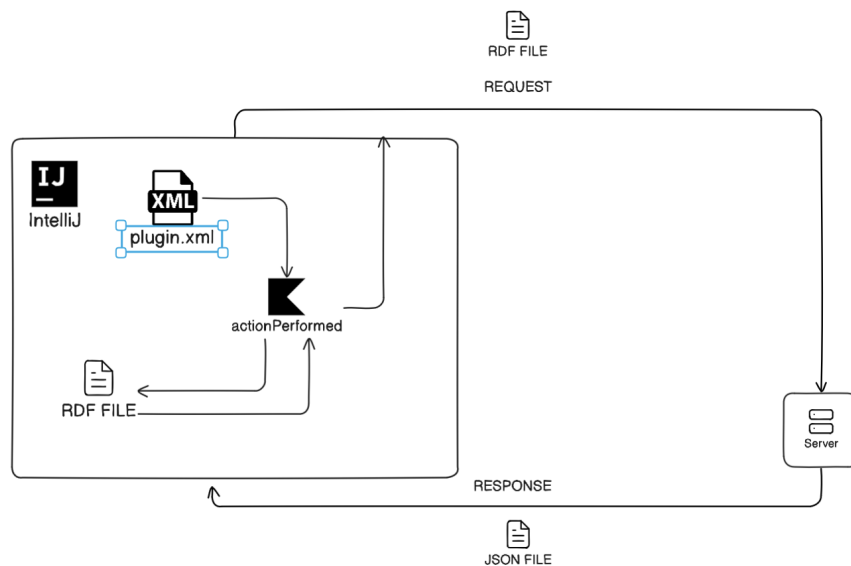 RDF FILE
REQUEST
IJ
IntelliJ
XML
plugin.xml
actionPerformed
RDF FILE
Server
RESPONSE
JSON FILE